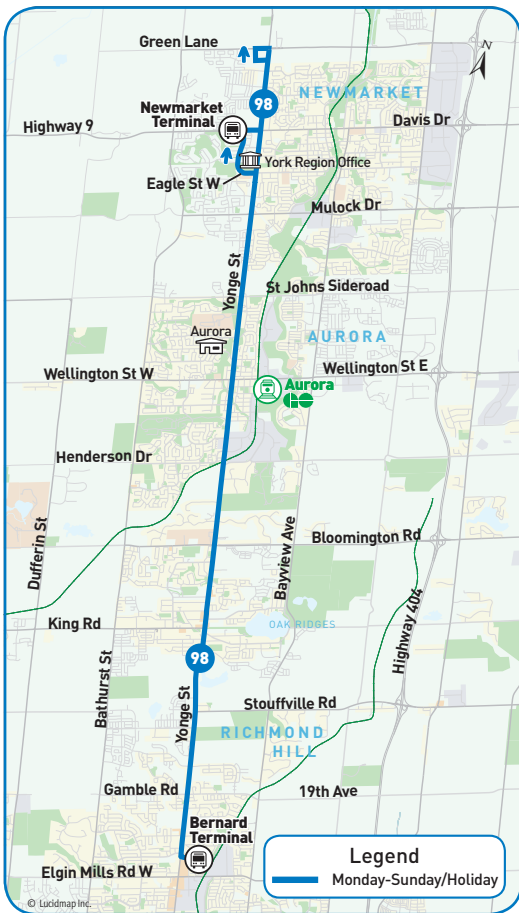 Green Lane
N
98
NEWMARKET
Newmarket
Terminal
Highway 9
Davis Dr
York Region Office
Eagle St W
Mulock Dr
Yonge St
St Johns Sideroad
Aurora
AURORA
Wellington St W
Wellington St E
Aurora
GO
Henderson Dr
Dufferin St
Bayview Ave
Bloomington Rd
Highway 404
King Rd
OAK RIDGES
98
Bathurst St
Yonge St
Stouffville Rd
RICHMOND
HILL
Gamble Rd
19th Ave
Bernard
Terminal
Elgin Mills Rd W
Legend
Monday-Sunday/Holiday
© Lucidmap Inc.